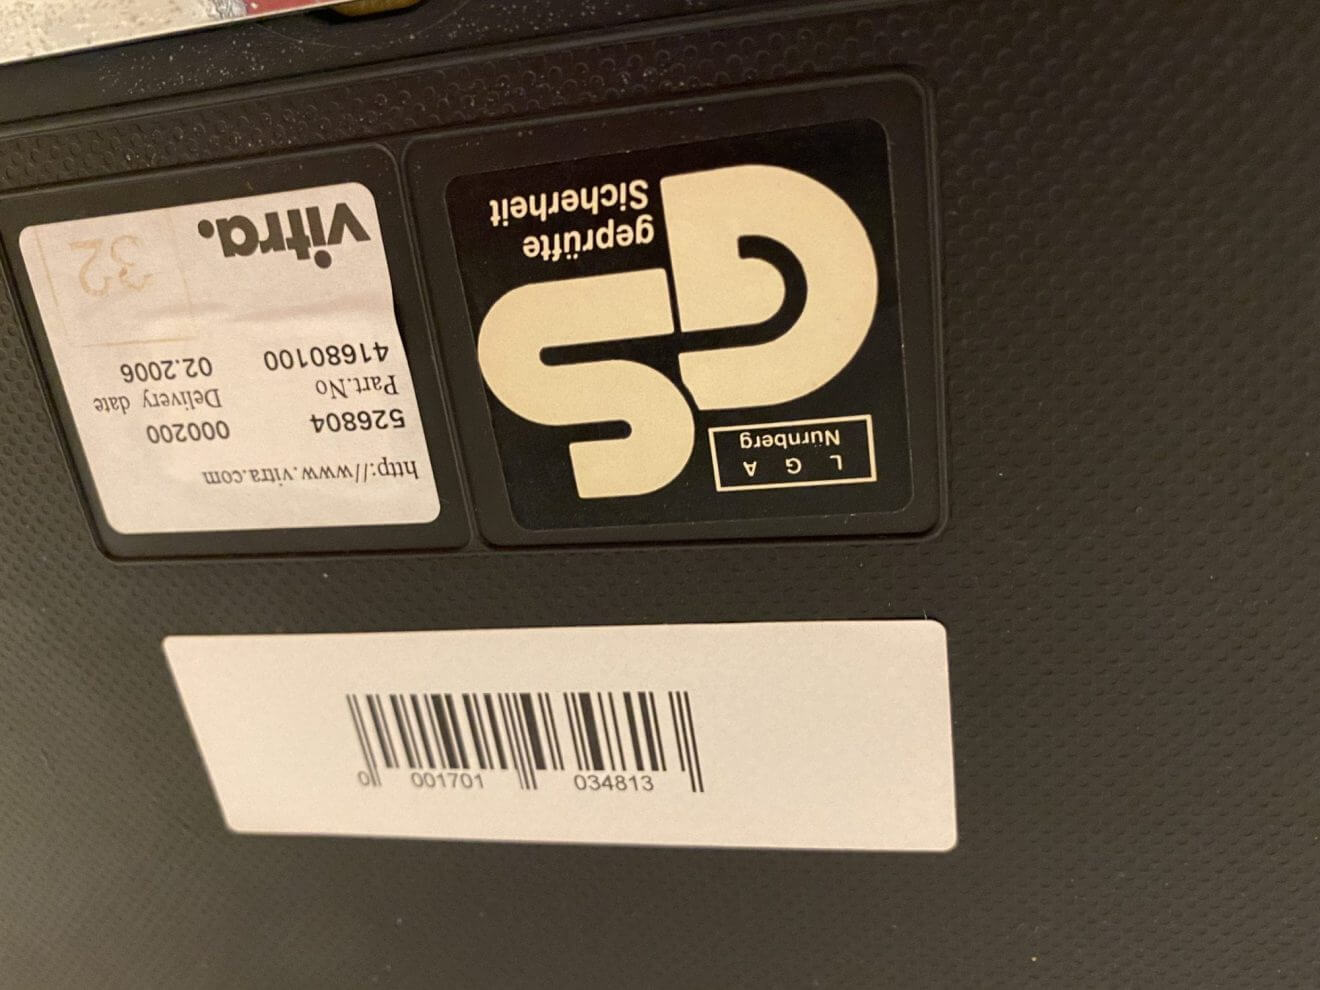 vitra.
32
41680100 02.2006
Part.No Delivery date
526804 000200
http://www.vitra.com
geprüfte
Sicherheit
GS
L G A
Nürnberg
0 001701 034813